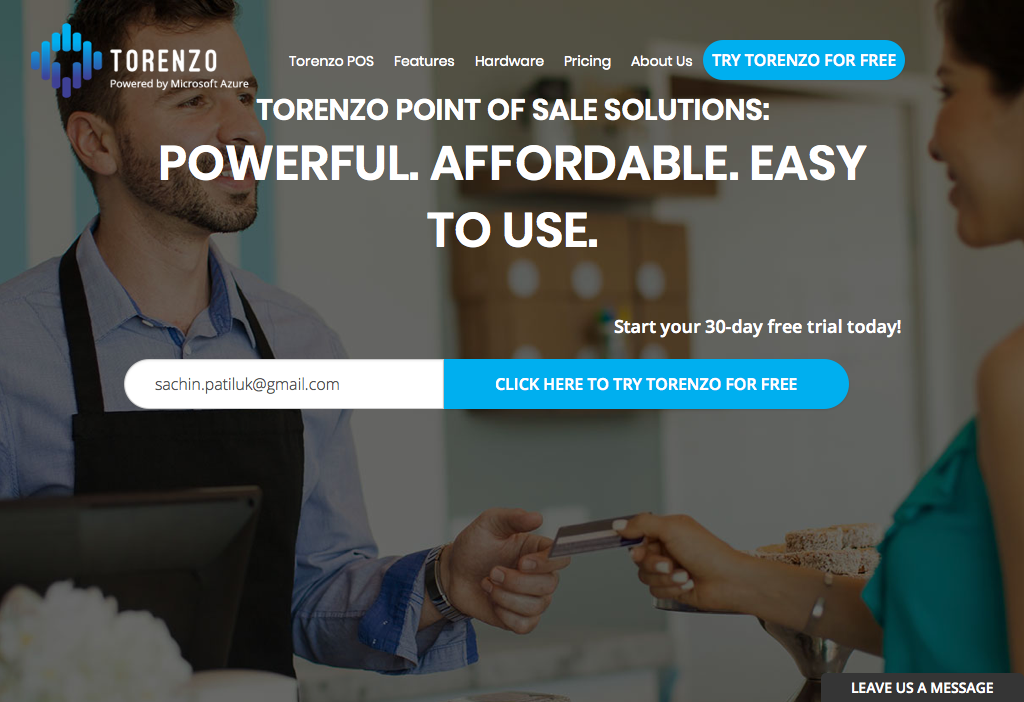 TORENZO
Powered by Microsoft Azure
Torenzo POS Features Hardware Pricing About Us TRY TORENZO FOR FREE
TORENZO POINT OF SALE SOLUTIONS:
POWERFUL. AFFORDABLE. EASY
TO USE.
Start your 30-day free trial today!
sachin.patiluk@gmail.com CLICK HERE TO TRY TORENZO FOR FREE
LEAVE US A MESSAGE